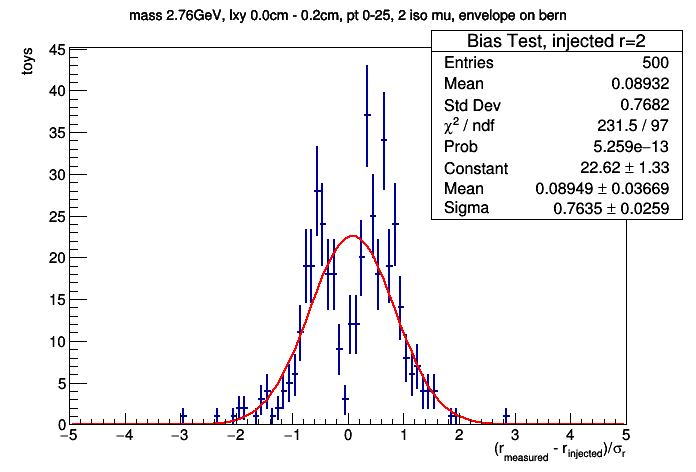 mass 2.76GeV, lxy 0.0cm - 0.2cm, pt 0-25, 2 iso mu, envelope on bern
Bias Test, injected r=2
Entries 500
Mean 0.08932
Std Dev 0.7682
χ² / ndf 231.5 / 97
Prob 5.259e−13
Constant 22.62 ± 1.33
Mean 0.08949 ± 0.03669
Sigma 0.7635 ± 0.0259
toys
45
40
35
30
25
20
15
10
5
0
−5 −4 −3 −2 −1 0 1 2 3 4 5
(r_measured - r_injected)/σ_r